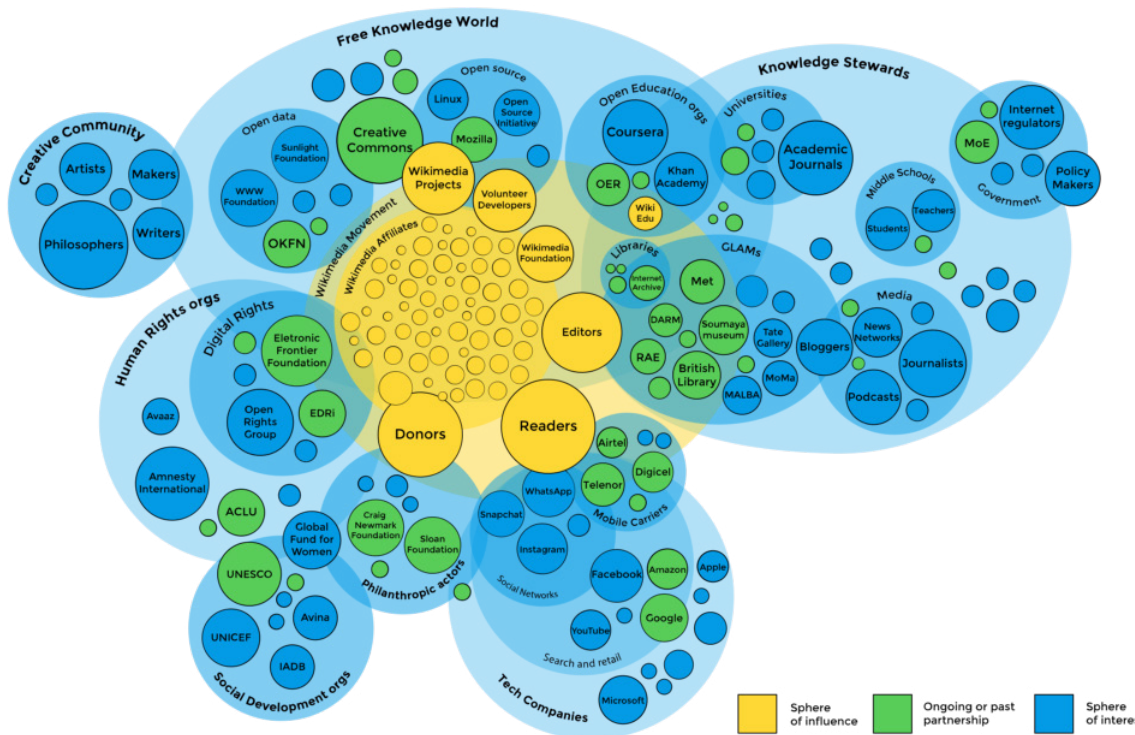 Free Knowledge World
Knowledge Stewards
Creative Community
Artists
Makers
Writers
Philosophers
Open data
Sunlight
Foundation
WWW
Foundation
OKFN
Creative
Commons
Open source
Linux
Open
Source
Initiative
Mozilla
Wikimedia
Projects
Volunteer
Developers
Wikimedia
Foundation
Wikimedia Movement
Wikimedia Affiliates
Editors
Readers
Donors
Open Education orgs
Coursera
Khan
Academy
OER
Wiki
Edu
Universities
Academic
Journals
Internet
regulators
MoE
Policy
Makers
Government
Middle Schools
Teachers
Students
GLAMs
Libraries
Internet
Archive
Met
DARM
Soumaya
museum
RAE
British
Library
Tate
Gallery
MoMa
MALBA
Bloggers
Media
News
Networks
Journalists
Podcasts
Human Rights orgs
Digital Rights
Eletronic
Frontier
Foundation
EDRi
Open
Rights
Group
Avaaz
Amnesty
International
ACLU
Global
Fund for
Women
UNESCO
UNICEF
Avina
IADB
Social Development orgs
Craig
Newmark
Foundation
Sloan
Foundation
Philanthropic actors
Airtel
Telenor
Digicel
Mobile Carriers
WhatsApp
Snapchat
Instagram
Social Networks
Facebook
Amazon
Apple
Google
YouTube
Search and retail
Microsoft
Tech Companies
Sphere
of influence
Ongoing or past
partnership
Sphere
of intere